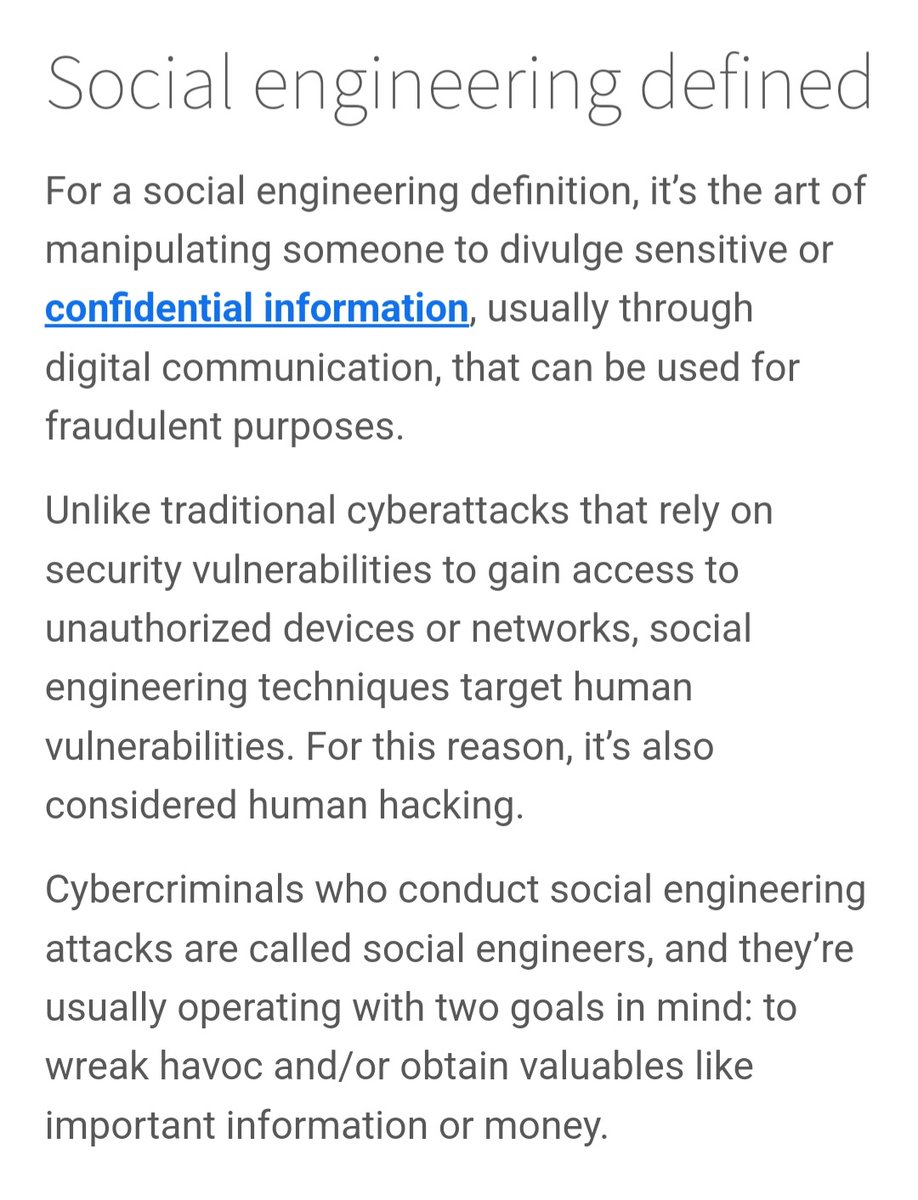 Social engineering defined
For a social engineering definition, it’s the art of
manipulating someone to divulge sensitive or
confidential information, usually through
digital communication, that can be used for
fraudulent purposes.
Unlike traditional cyberattacks that rely on
security vulnerabilities to gain access to
unauthorized devices or networks, social
engineering techniques target human
vulnerabilities. For this reason, it’s also
considered human hacking.
Cybercriminals who conduct social engineering
attacks are called social engineers, and they’re
usually operating with two goals in mind: to
wreak havoc and/or obtain valuables like
important information or money.